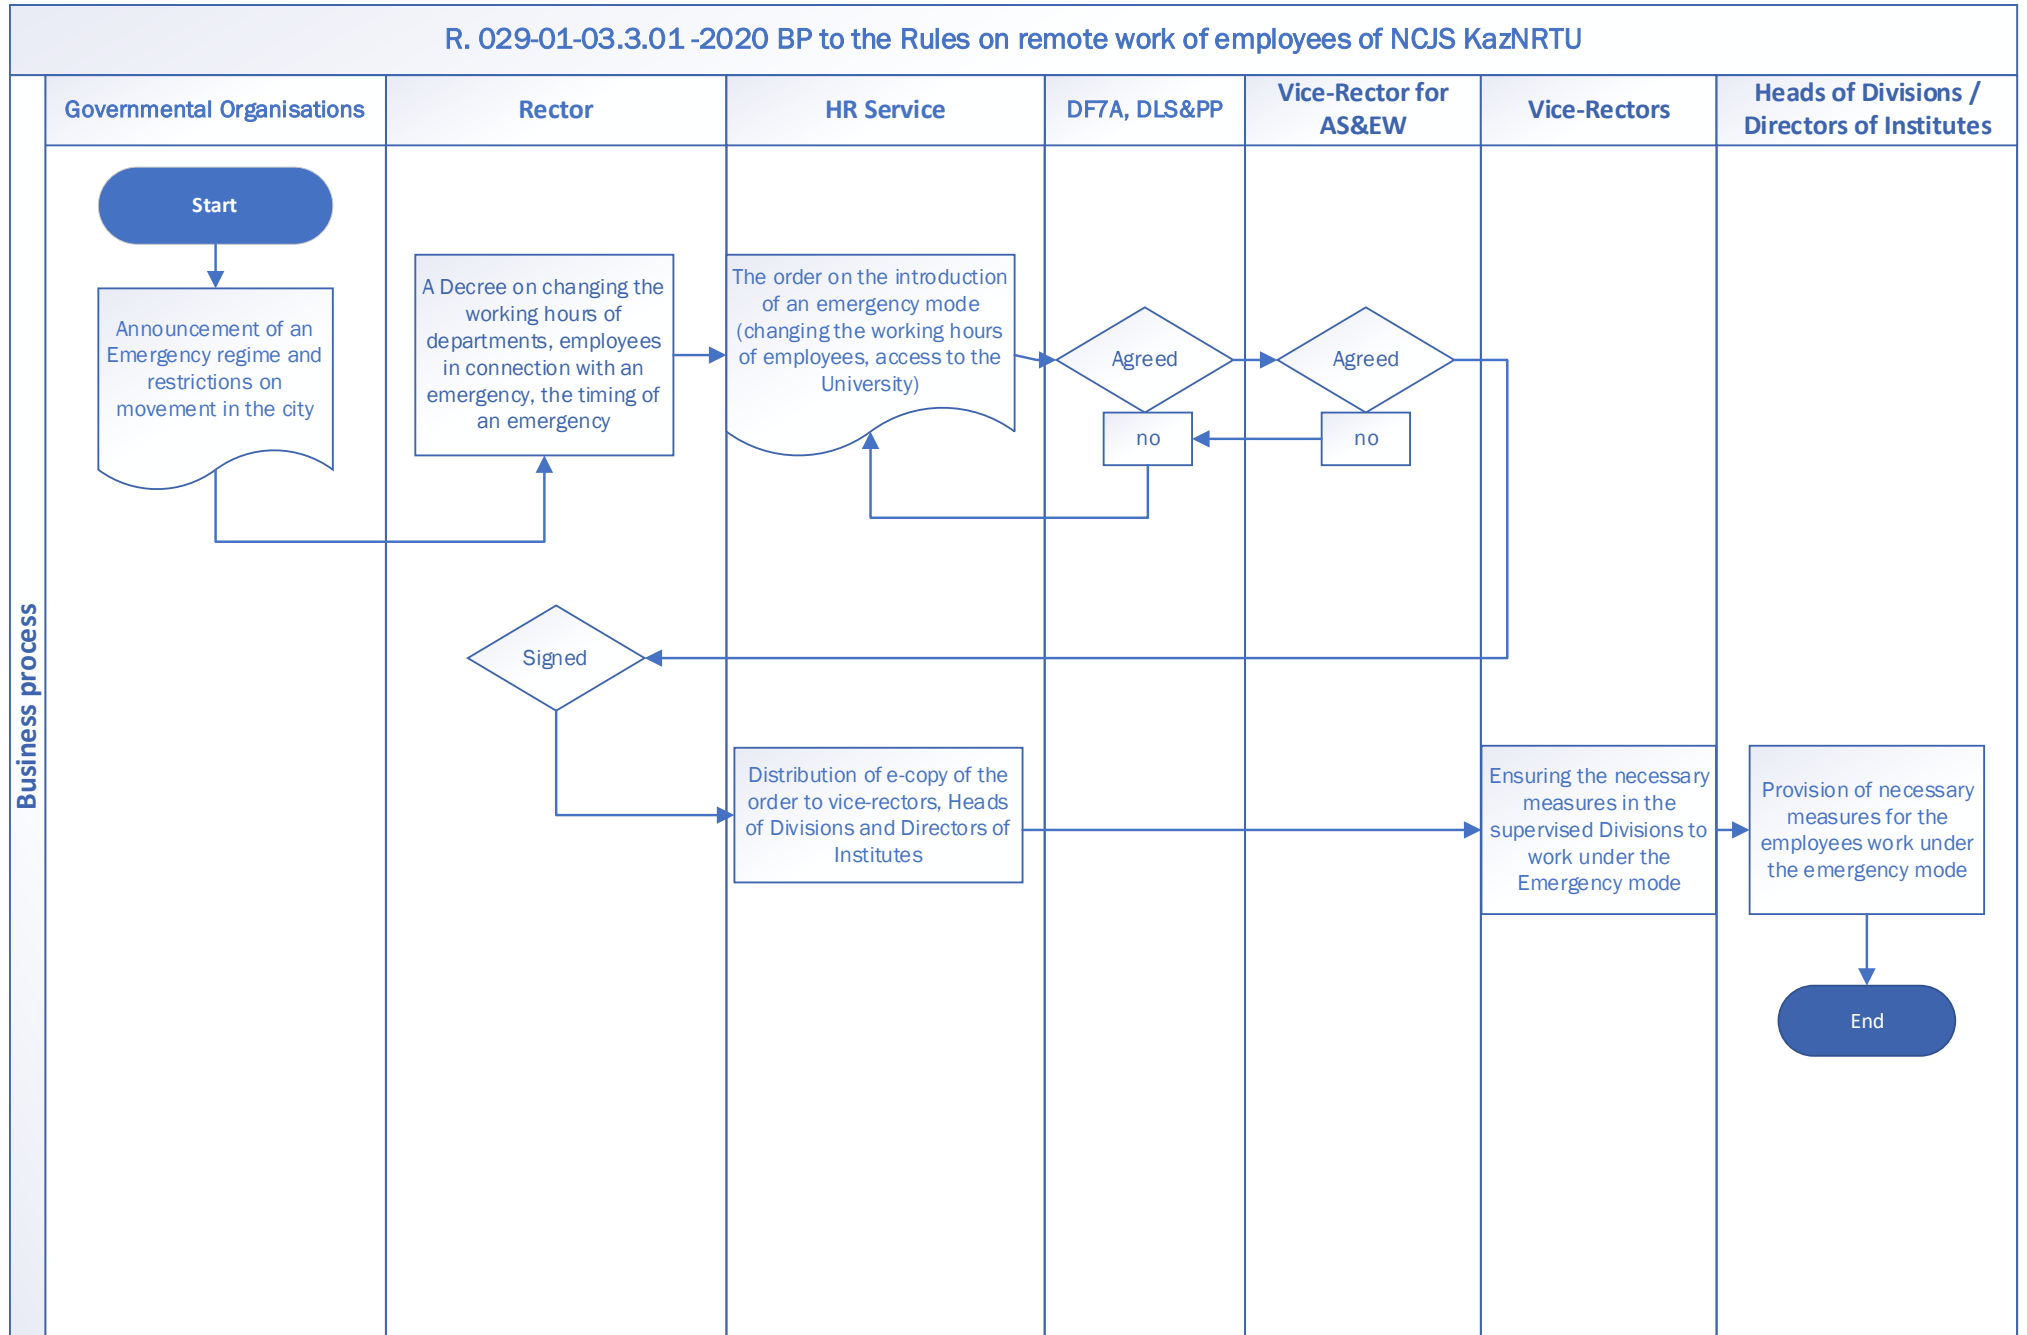 R. 029-01-03.3.01 -2020 BP to the Rules on remote work of employees of NCJS KazNRTU
Business process
Governmental Organisations
Rector
HR Service
DF7A, DLS&PP
Vice-Rector for
AS&EW
Vice-Rectors
Heads of Divisions /
Directors of Institutes
Start
Announcement of an
Emergency regime and
restrictions on
movement in the city
A Decree on changing the
working hours of
departments, employees
in connection with an
emergency, the timing of
an emergency
The order on the introduction
of an emergency mode
(changing the working hours
of employees, access to the
University)
Agreed
no
Agreed
no
Signed
Distribution of e-copy of the
order to vice-rectors, Heads
of Divisions and Directors of
Institutes
Ensuring the necessary
measures in the
supervised Divisions to
work under the
Emergency mode
Provision of necessary
measures for the
employees work under
the emergency mode
End